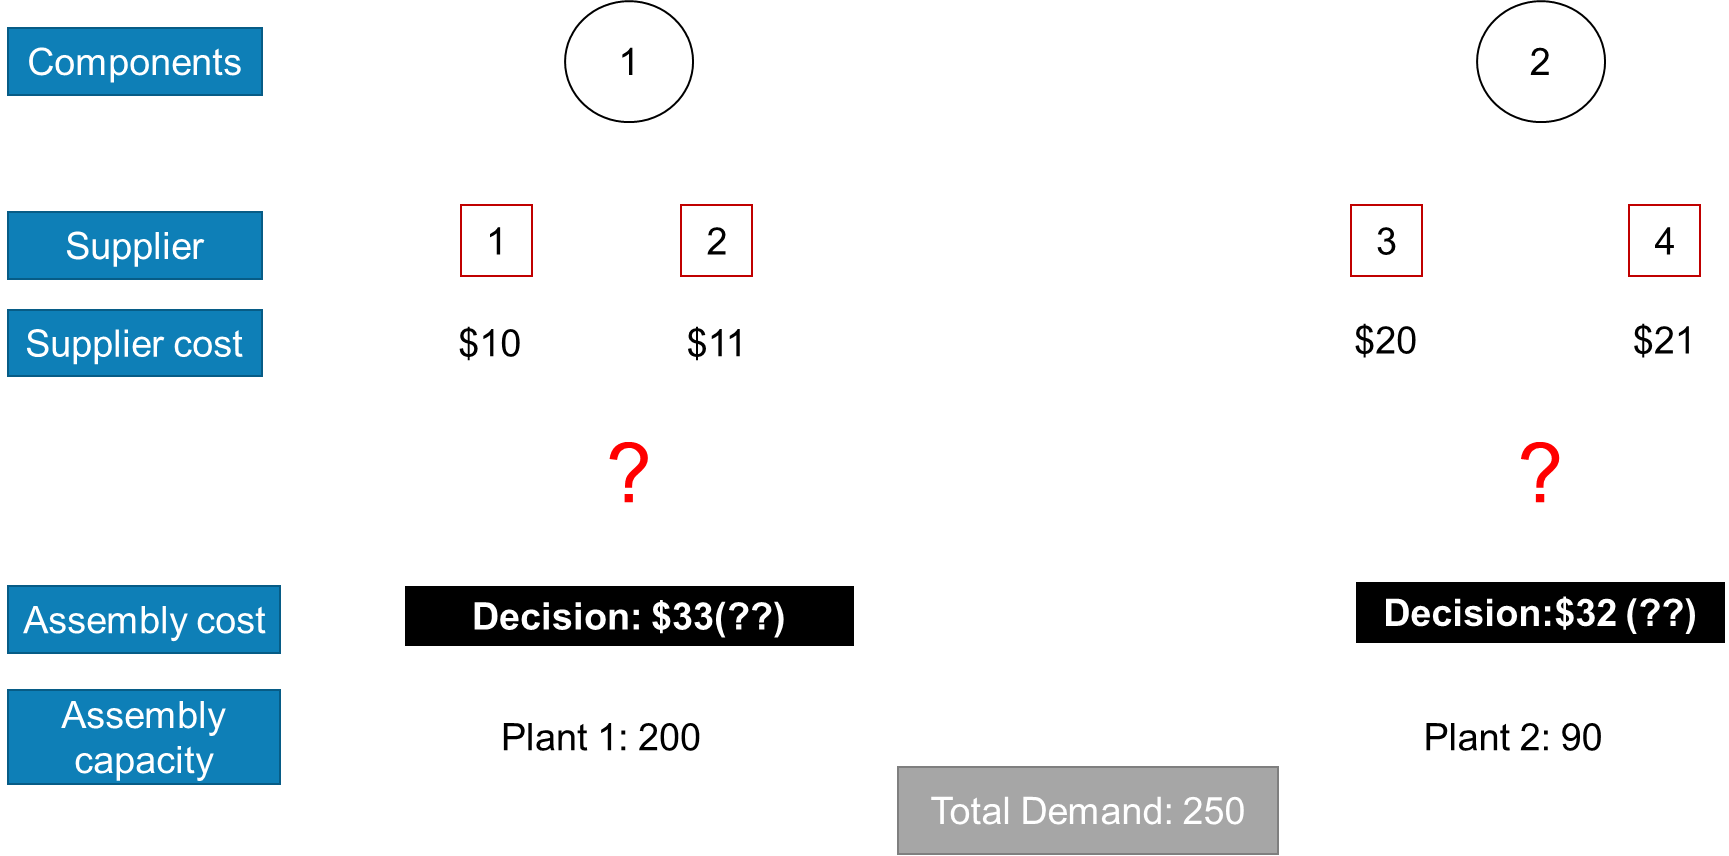 Components
1
2
Supplier
1
2
3
4
Supplier cost
$10
$11
$20
$21
?
?
Assembly cost
Decision: $33(??)
Decision:$32 (??)
Assembly
capacity
Plant 1: 200
Plant 2: 90
Total Demand: 250